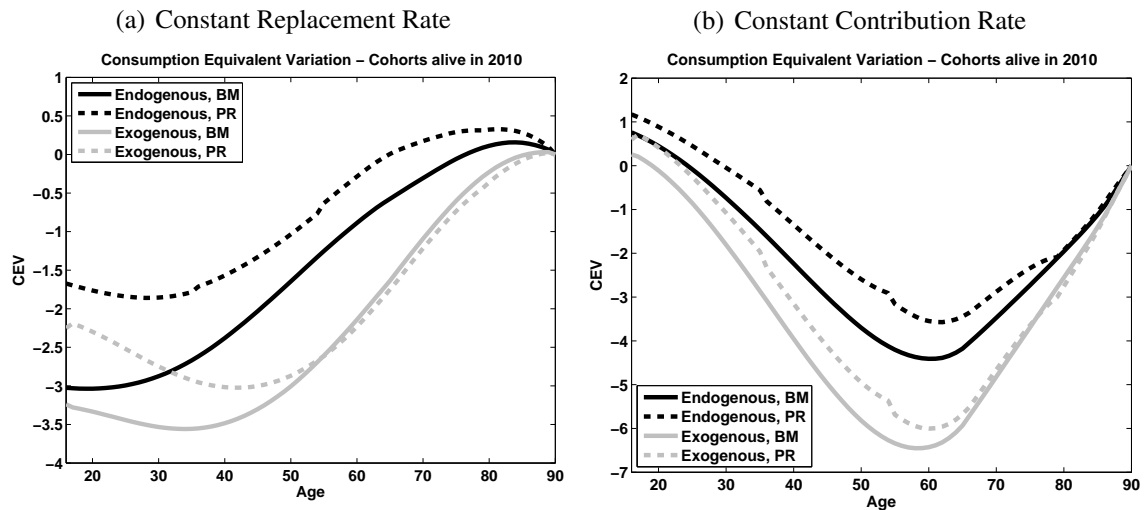 (a) Constant Replacement Rate
Consumption Equivalent Variation – Cohorts alive in 2010
1
0.5
0
−0.5
−1
−1.5
−2
−2.5
−3
−3.5
−4
CEV
Endogenous, BM
Endogenous, PR
Exogenous, BM
Exogenous, PR
20 30 40 50 60 70 80 90
Age
(b) Constant Contribution Rate
Consumption Equivalent Variation – Cohorts alive in 2010
2
1
0
−1
−2
−3
−4
−5
−6
−7
CEV
Endogenous, BM
Endogenous, PR
Exogenous, BM
Exogenous, PR
20 30 40 50 60 70 80 90
Age